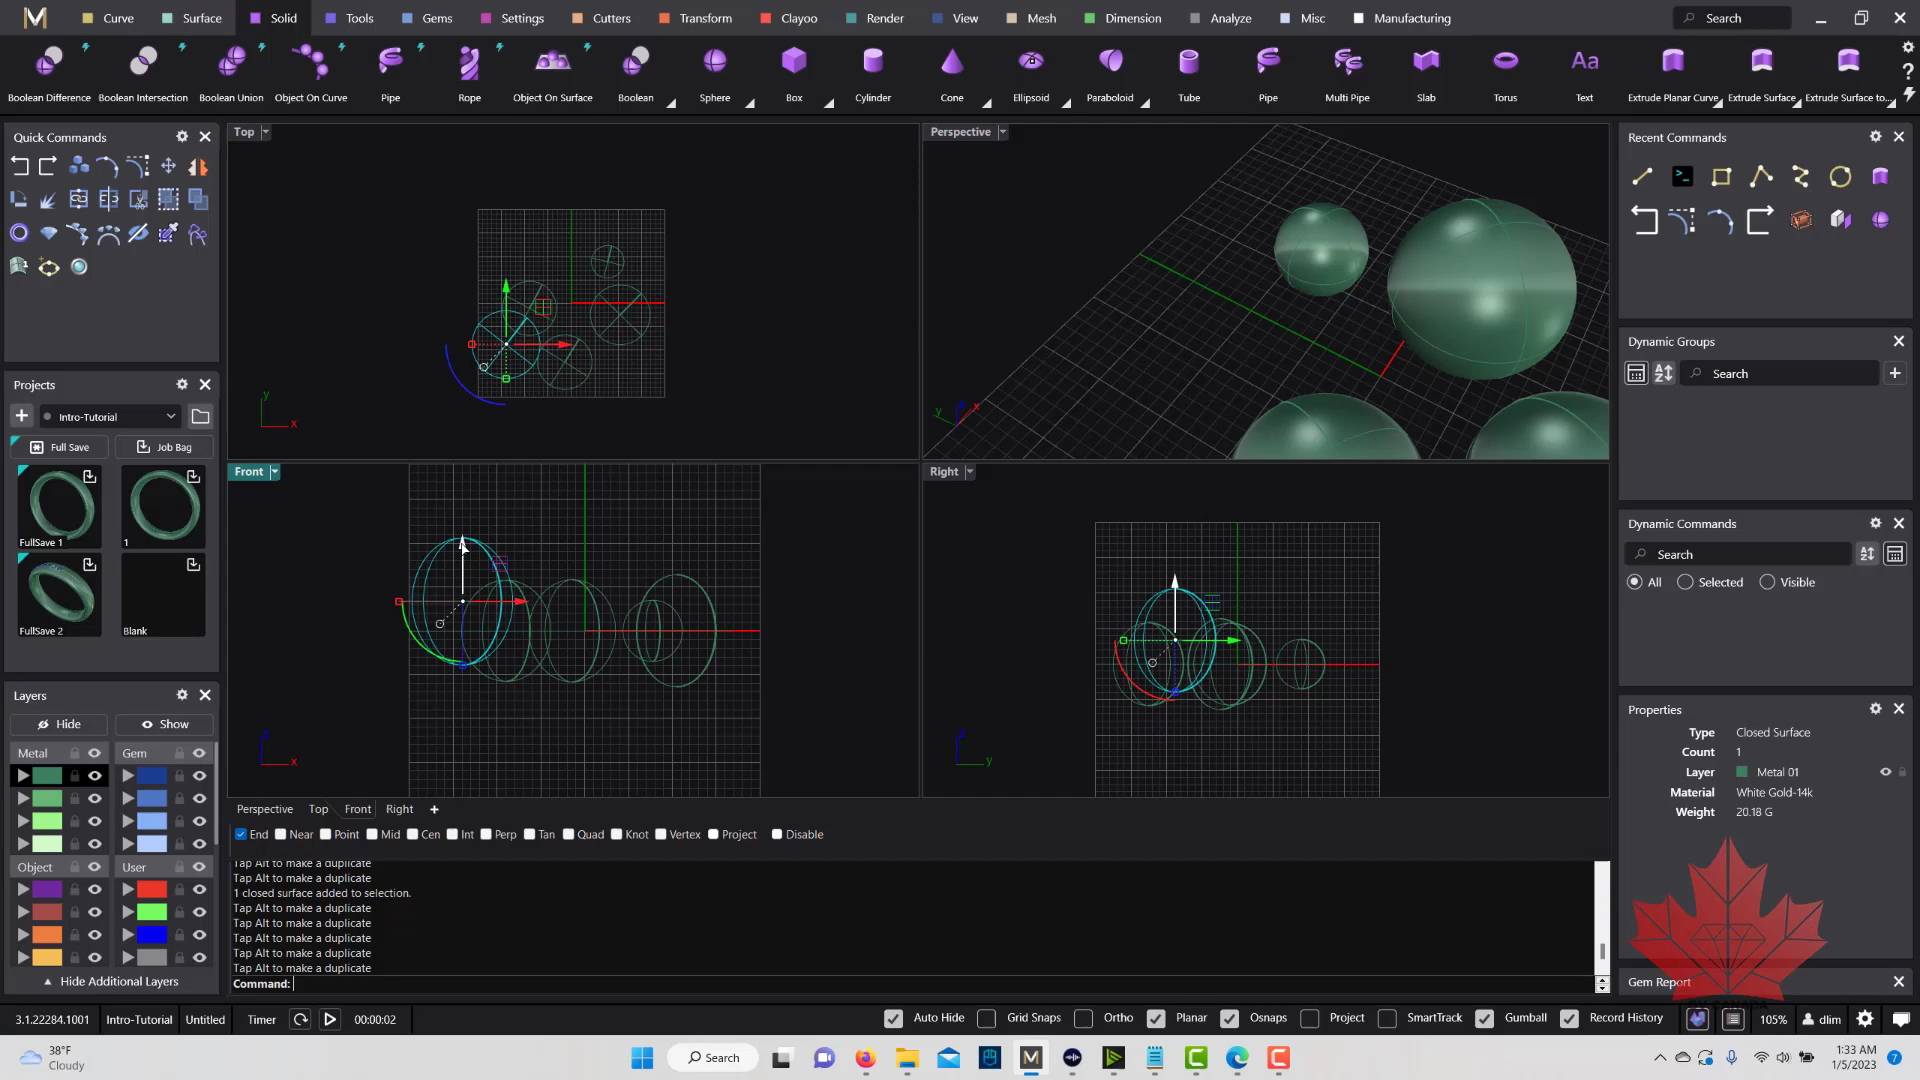 Curve Surface Solid Tools Gems Settings Cutters Transform Clayoo Render View Mesh Dimension Analyze Misc Manufacturing Search
Boolean Difference Boolean Intersection Boolean Union Object On Curve Pipe Rope Object On Surface Boolean Sphere Box Cylinder Cone Ellipsoid Paraboloid Tube Pipe Multi Pipe Slab Torus Text Extrude Planar Curve Extrude Surface Extrude Surface to...
Aa
Quick Commands
Top
Perspective
Recent Commands
Dynamic Groups
Search
Projects
Intro-Tutorial
Full Save Job Bag
FullSave 1 1
FullSave 2 Blank
y
x
y
x
Front
Right
Dynamic Commands
Search
All Selected Visible
Layers
Hide Show
Metal Gem
Object User
Hide Additional Layers
x
y
Properties
Type Closed Surface
Count 1
Layer Metal 01
Material White Gold-14k
Weight 20.18 G
Perspective Top Front Right
End Near Point Mid Cen Int Perp Tan Quad Knot Vertex Project Disable
Tap Alt to make a duplicate
Tap Alt to make a duplicate
1 closed surface added to selection.
Tap Alt to make a duplicate
Tap Alt to make a duplicate
Tap Alt to make a duplicate
Tap Alt to make a duplicate
Tap Alt to make a duplicate
Command:
Gem Report
3.1.22284.1001 Intro-Tutorial Untitled Timer 00:00:02 Auto Hide Grid Snaps Ortho Planar Osnaps Project SmartTrack Gumball Record History 105% dlim
38°F
Cloudy
Search
1:33 AM
1/5/2023
7